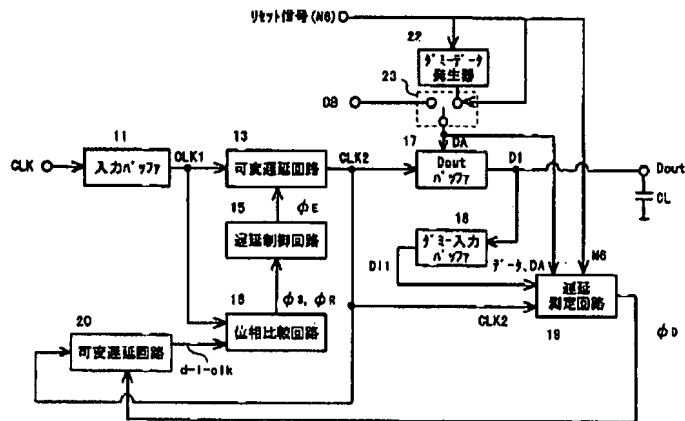 リセット信号(N6)
22
ダミーデータ
発生器
23
DB
11
13
17
DA
CLK
入力バッファ
CLK1
可変遅延回路
CLK2
Dout
バッファ
D1
Dout
CL
15
φE
遅延制御回路
18
ダミー入力
バッファ
DI1
データ、DA
N6
16
φS, φR
遅延
測定回路
20
位相比較回路
CLK2
19
φD
可変遅延回路
d-i-clk